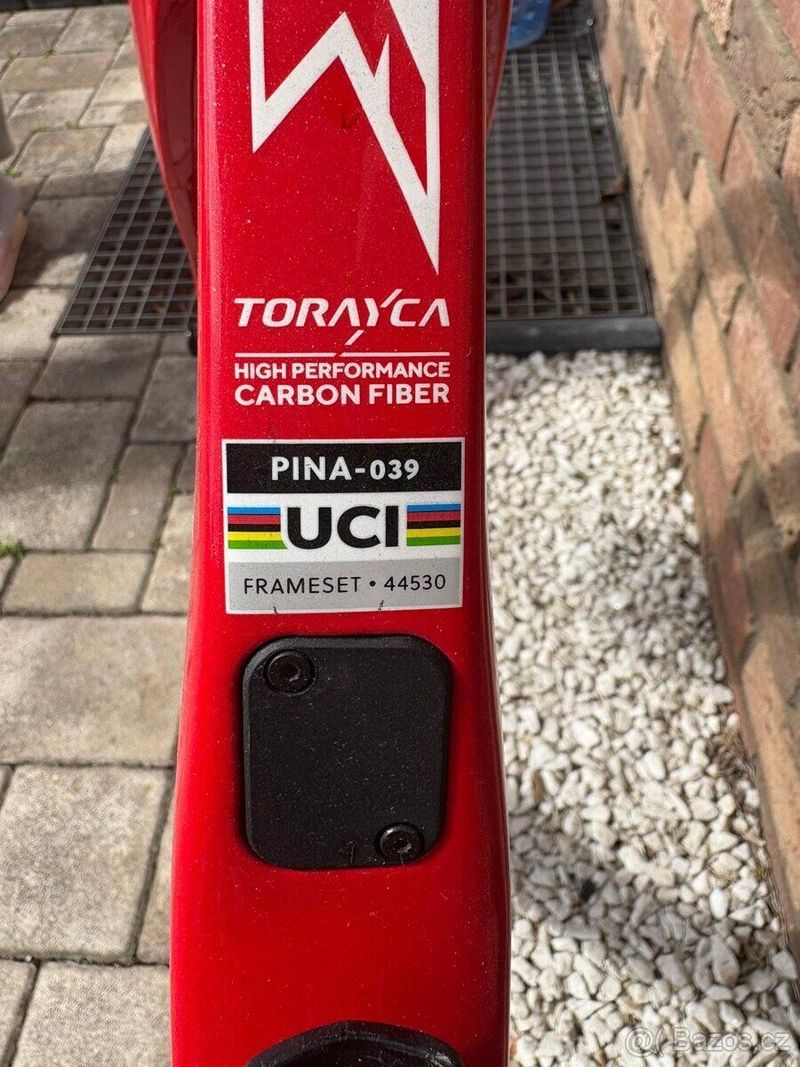 TORAYCA
HIGH PERFORMANCE
CARBON FIBER
PINA-039
UCI
FRAMESET • 44530
Bazos.cz